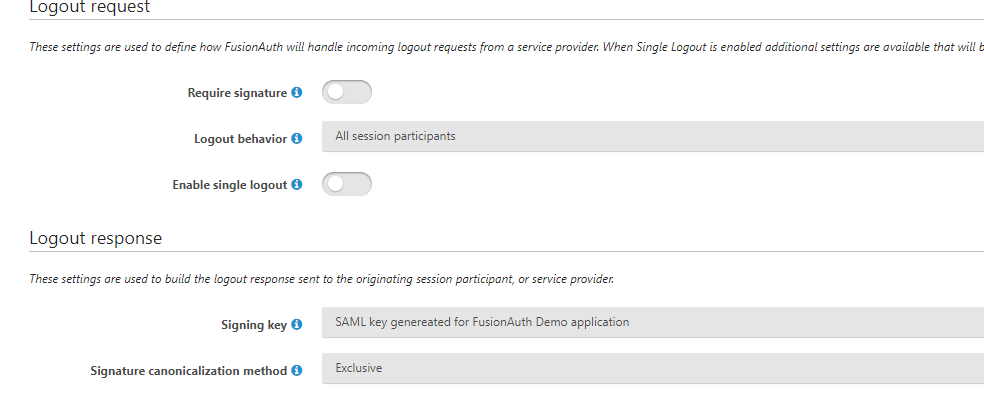 Logout request
These settings are used to define how FusionAuth will handle incoming logout requests from a service provider. When Single Logout is enabled additional settings are available that will b
Require signature
Logout behavior
All session participants
Enable single logout
Logout response
These settings are used to build the logout response sent to the originating session participant, or service provider.
Signing key
SAML key genereated for FusionAuth Demo application
Signature canonicalization method
Exclusive